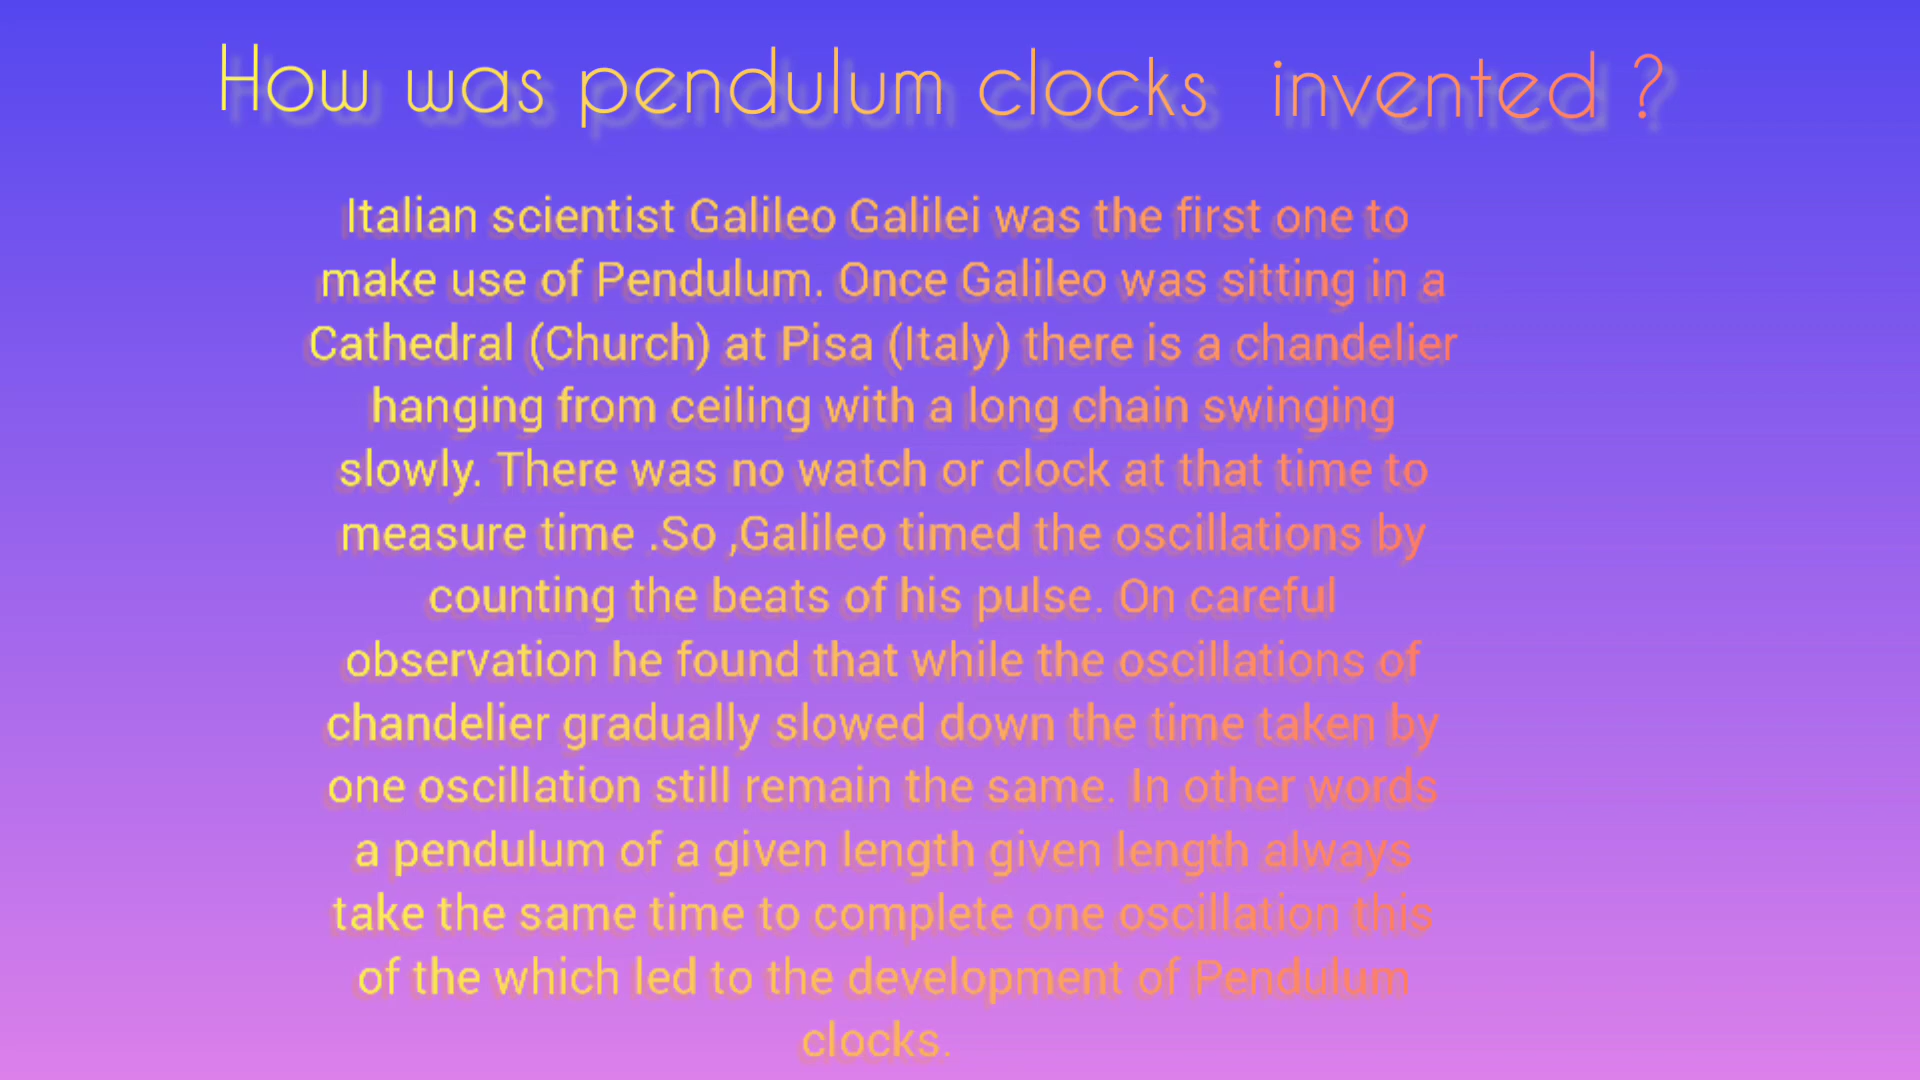 How was pendulum clocks invented ?
Italian scientist Galileo Galilei was the first one to
make use of Pendulum. Once Galileo was sitting in a
Cathedral (Church) at Pisa (Italy) there is a chandelier
hanging from ceiling with a long chain swinging
slowly. There was no watch or clock at that time to
measure time .So ,Galileo timed the oscillations by
counting the beats of his pulse. On careful
observation he found that while the oscillations of
chandelier gradually slowed down the time taken by
one oscillation still remain the same. In other words
a pendulum of a given length given length always
take the same time to complete one oscillation this
of the which led to the development of Pendulum
clocks.